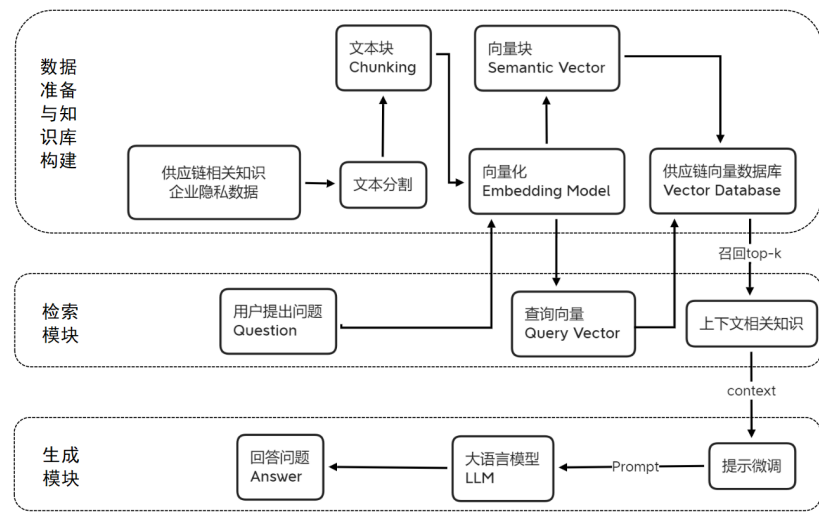 数据
准备
与知
识库
构建
文本块
Chunking
向量块
Semantic Vector
供应链相关知识
企业隐私数据
文本分割
向量化
Embedding Model
供应链向量数据库
Vector Database
召回top-k
检索
模块
用户提出问题
Question
查询向量
Query Vector
上下文相关知识
context
生成
模块
回答问题
Answer
大语言模型
LLM
Prompt
提示微调